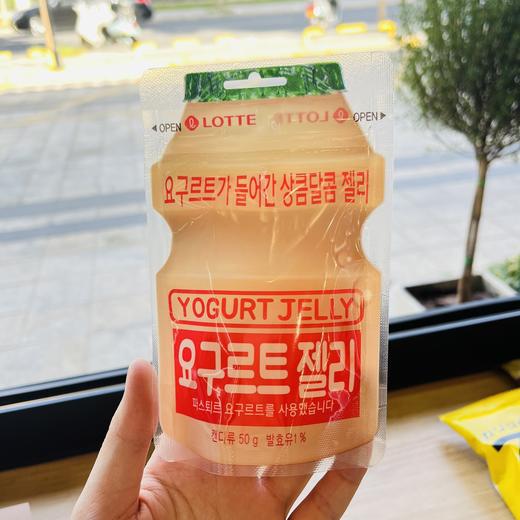 OPEN LOTTE LOTTE OPEN
요구르트가 들어간 상큼달콤 젤리
YOGURT JELLY
요구르트 젤리
파스퇴르 요구르트를 사용했습니다
캔디류 50 g 발효유1%